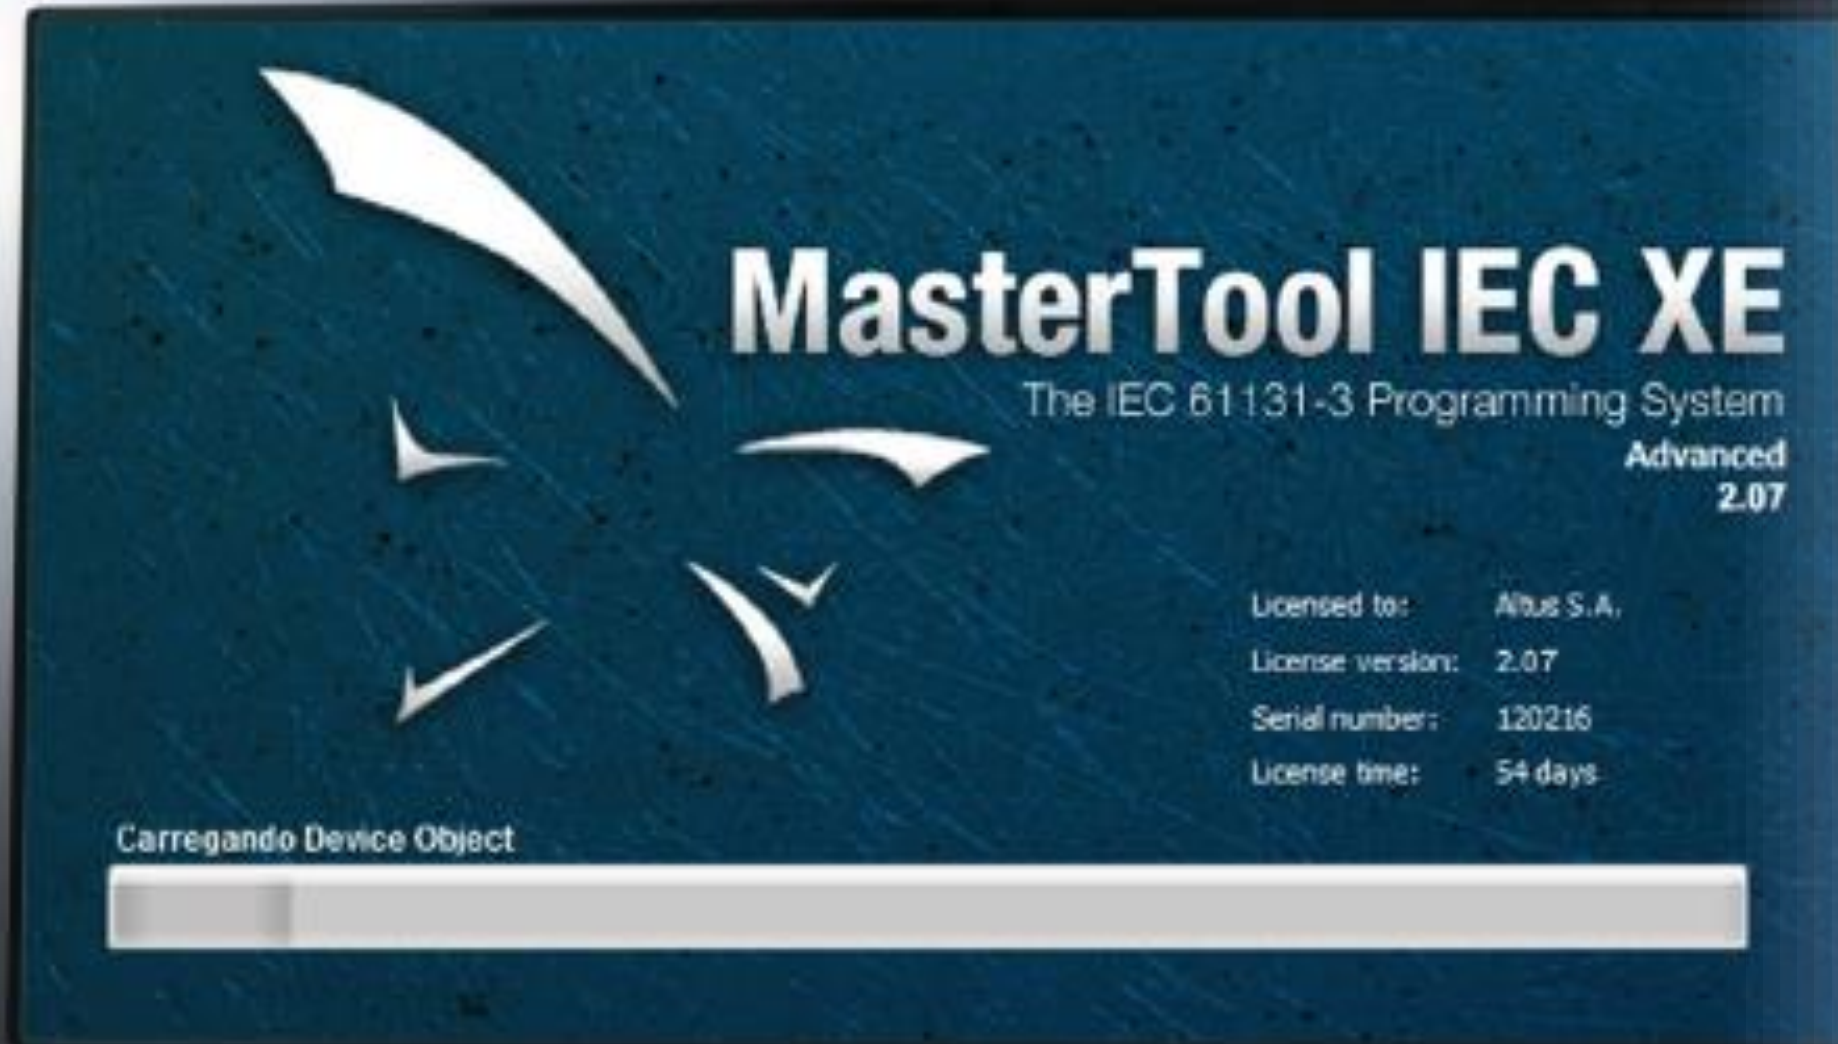 MasterTool IEC XE
The IEC 61131-3 Programming System
Advanced
2.07
Licensed to: Altus S.A.
License version: 2.07
Serial number: 120216
License time: 54 days
Carregando Device Object